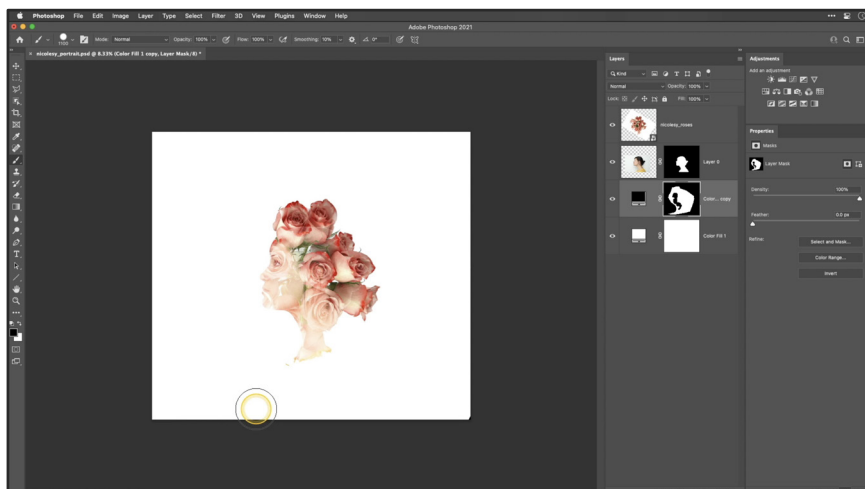 Photoshop File Edit Image Layer Type Select Filter 3D View Plugins Window Help
Adobe Photoshop 2021
Mode: Normal Opacity: 100% Flow: 100% Smoothing: 10% 0°
× nicolesy_portrait.psd @ 8.33% (Color Fill 1 copy, Layer Mask/8) *
Layers
Kind
Normal Opacity: 100%
Lock: Fill: 100%
nicolesy_roses
Layer 0
Color... copy
Color Fill 1
Adjustments
Add an adjustment
Properties
Masks
Layer Mask
Density: 100%
Feather: 0.0 px
Refine: Select and Mask...
Color Range...
Invert